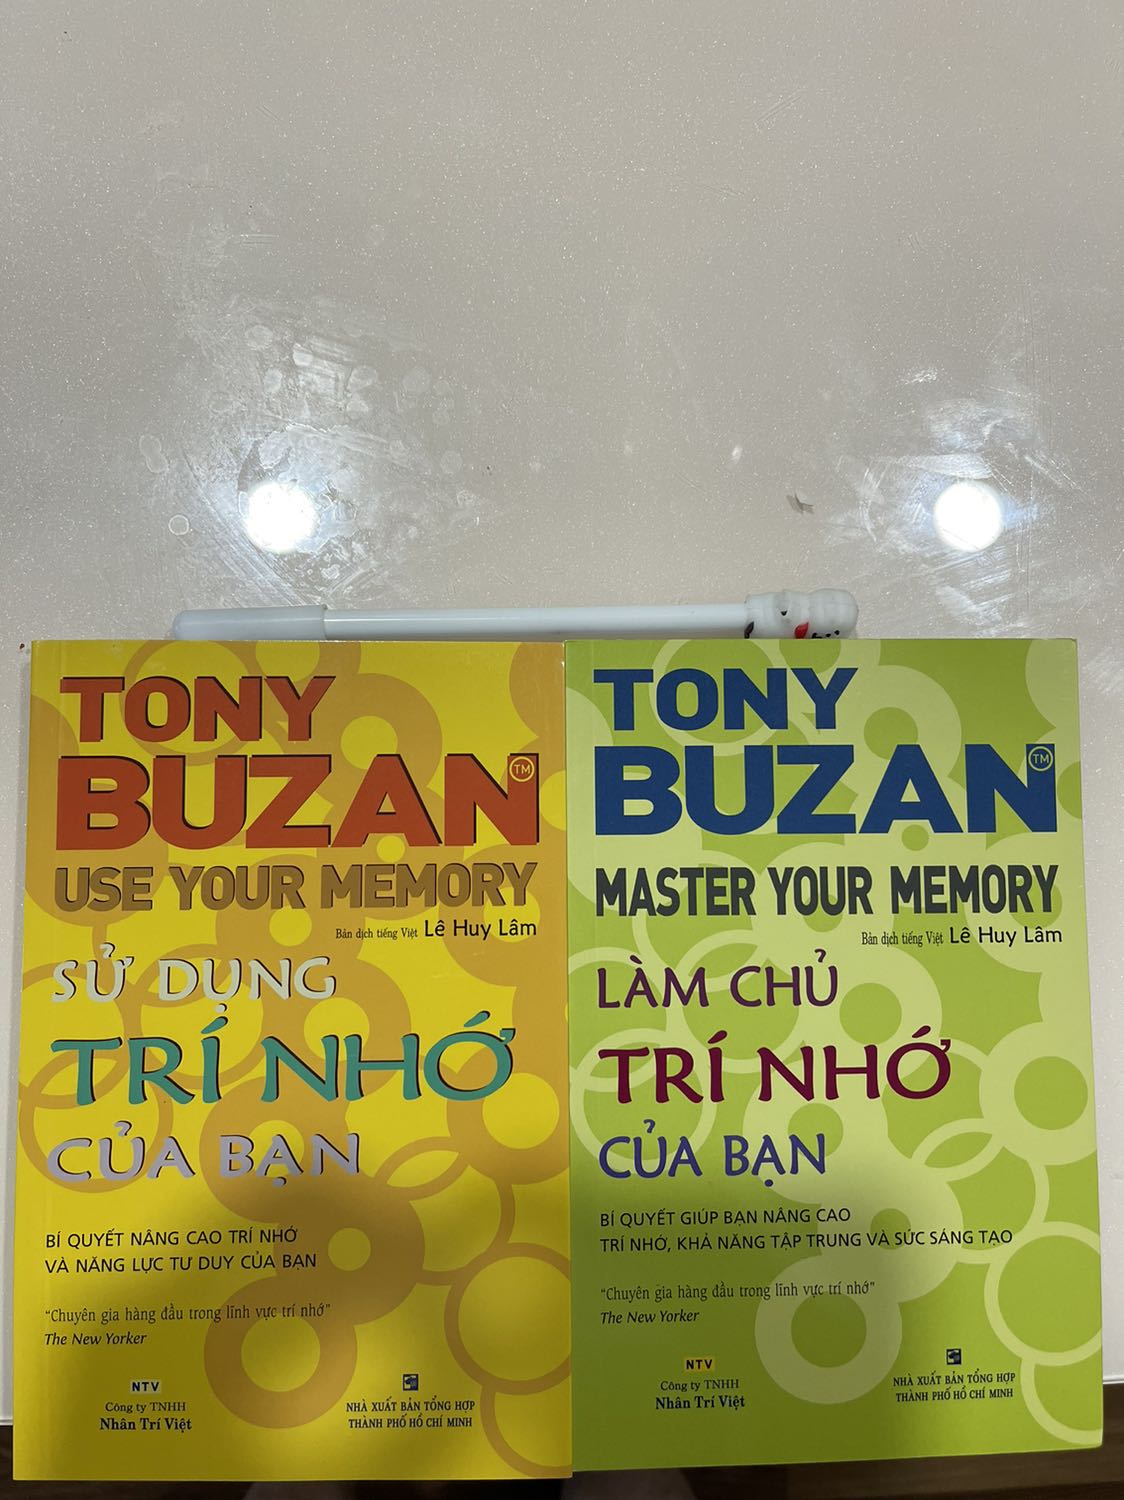 TONY
BUZAN™
USE YOUR MEMORY
Bản dịch tiếng Việt Lê Huy Lâm
SỬ DỤNG
TRÍ NHỚ
CỦA BẠN
BÍ QUYẾT NÂNG CAO TRÍ NHỚ
VÀ NĂNG LỰC TƯ DUY CỦA BẠN
“Chuyên gia hàng đầu trong lĩnh vực trí nhớ”
The New Yorker
NTV
Công ty TNHH
Nhân Trí Việt
NHÀ XUẤT BẢN TỔNG HỢP
THÀNH PHỐ HỒ CHÍ MINH
TONY
BUZAN™
MASTER YOUR MEMORY
Bản dịch tiếng Việt Lê Huy Lâm
LÀM CHỦ
TRÍ NHỚ
CỦA BẠN
BÍ QUYẾT GIÚP BẠN NÂNG CAO
TRÍ NHỚ, KHẢ NĂNG TẬP TRUNG VÀ SỨC SÁNG TẠO
“Chuyên gia hàng đầu trong lĩnh vực trí nhớ”
The New Yorker
NTV
Công ty TNHH
Nhân Trí Việt
NHÀ XUẤT BẢN TỔNG HỢP
THÀNH PHỐ HỒ CHÍ MINH